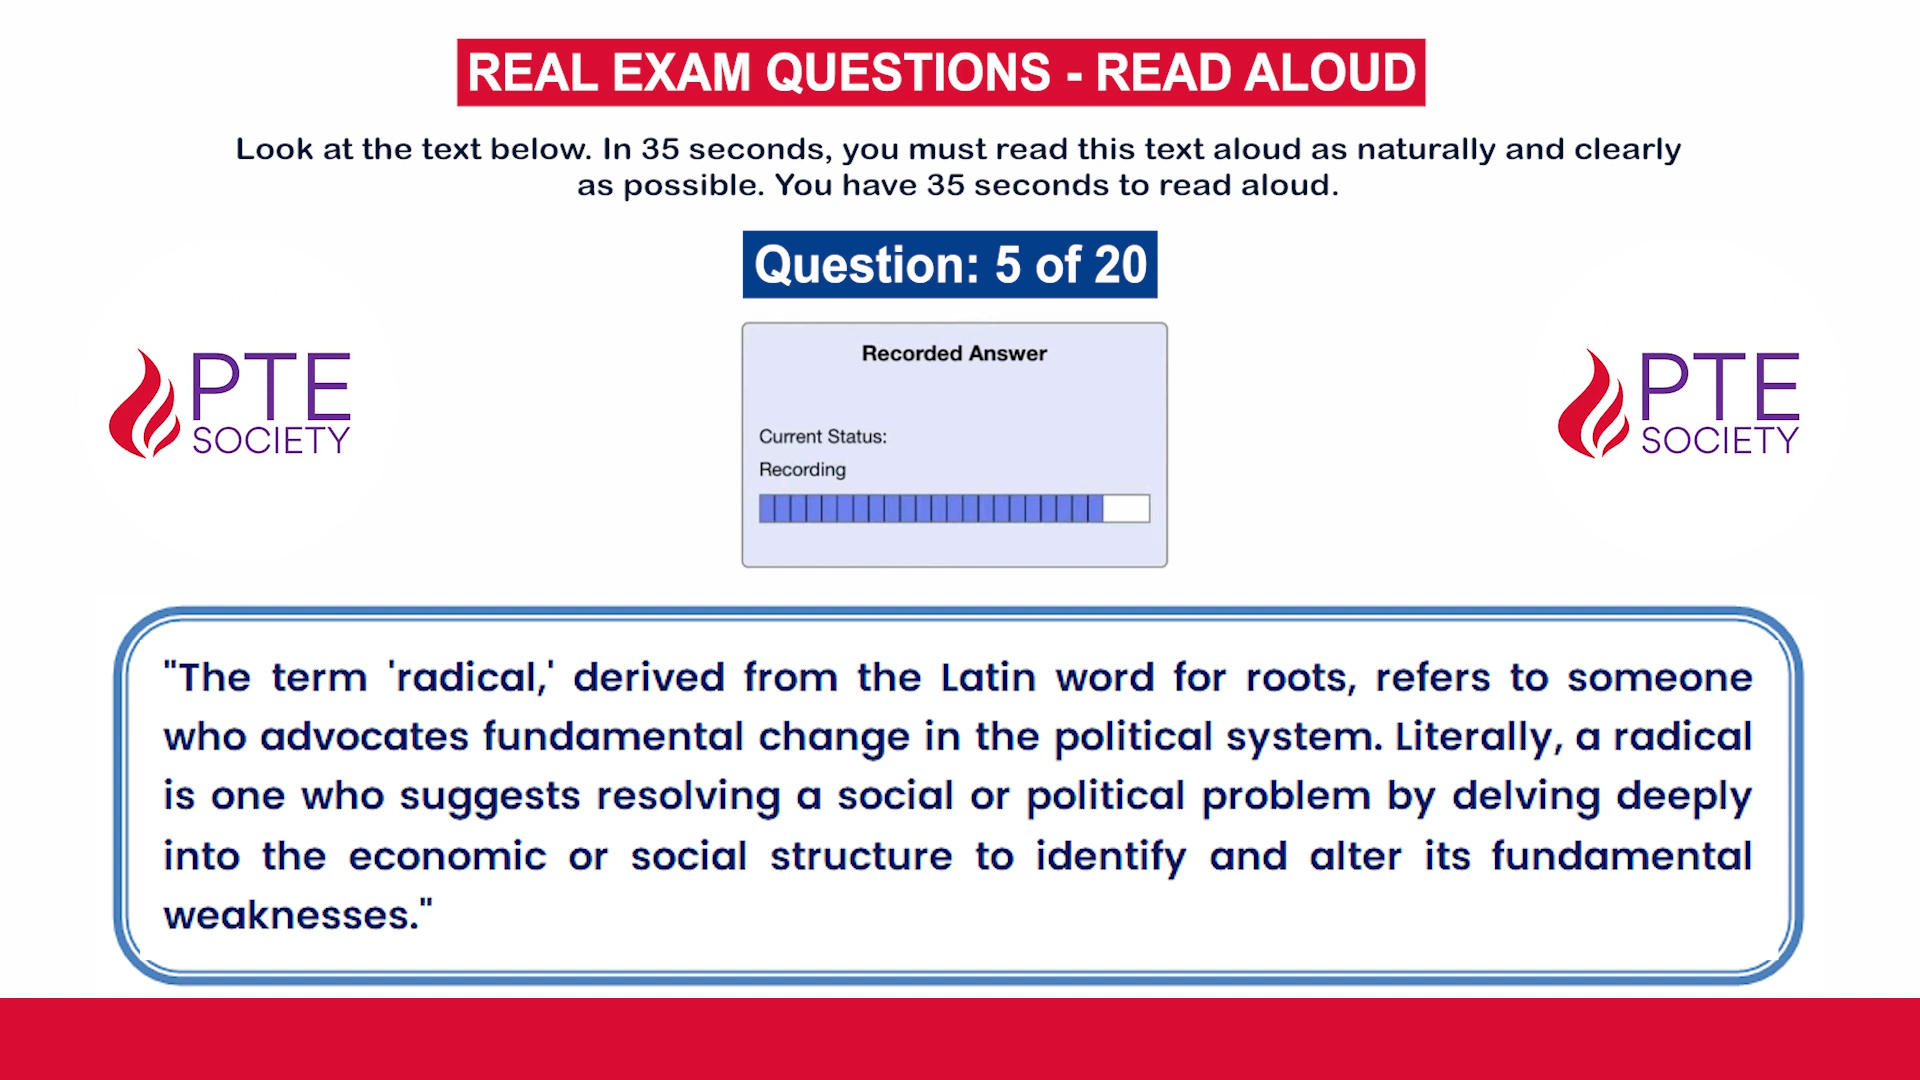 REAL EXAM QUESTIONS - READ ALOUD
Look at the text below. In 35 seconds, you must read this text aloud as naturally and clearly
as possible. You have 35 seconds to read aloud.
Question: 5 of 20
Recorded Answer
Current Status:
Recording
PTE
SOCIETY
PTE
SOCIETY
"The term 'radical,' derived from the Latin word for roots, refers to someone
who advocates fundamental change in the political system. Literally, a radical
is one who suggests resolving a social or political problem by delving deeply
into the economic or social structure to identify and alter its fundamental
weaknesses."